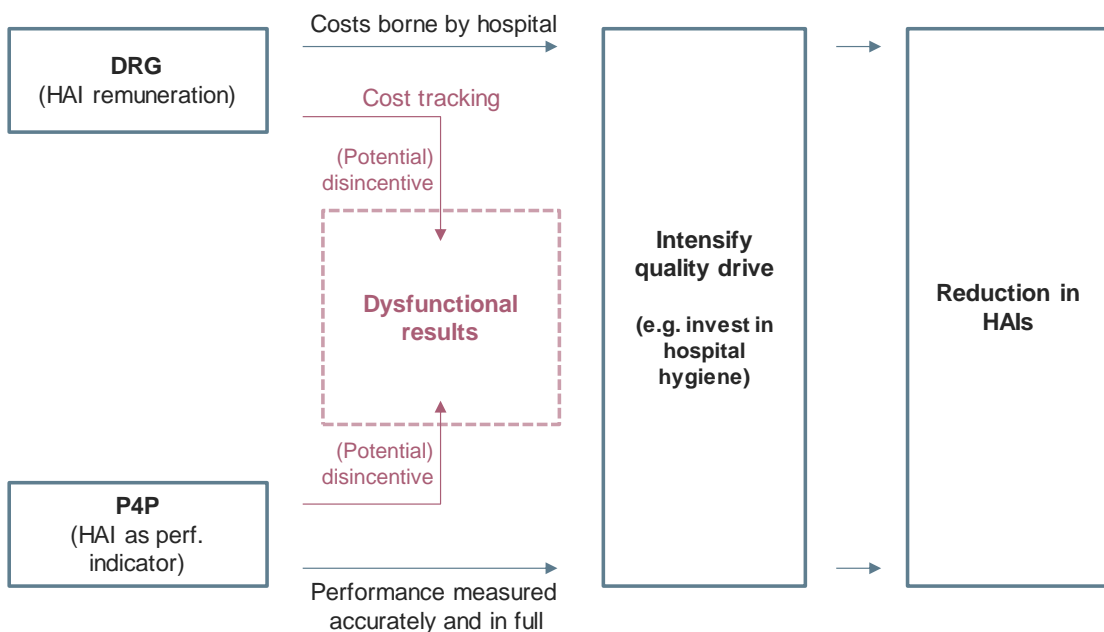 Costs borne by hospital
DRG
(HAI remuneration)
Cost tracking
(Potential)
disincentive
Dysfunctional
results
(Potential)
disincentive
P4P
(HAI as perf.
indicator)
Performance measured
accurately and in full
Intensify
quality drive
(e.g. invest in
hospital
hygiene)
Reduction in
HAIs